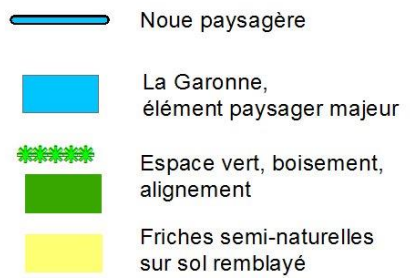 Noue paysagère
La Garonne,
élément paysager majeur
Espace vert, boisement,
alignement
Friches semi-naturelles
sur sol remblayé